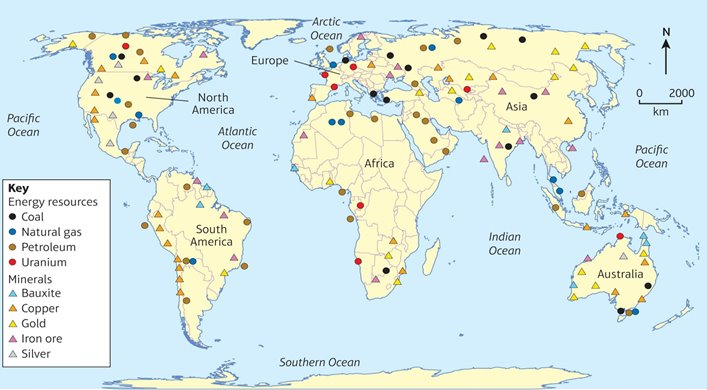 Arctic
Ocean
Europe
N
0 2000
km
North
America
Asia
Pacific
Ocean
Atlantic
Ocean
Pacific
Ocean
Africa
Key
Energy resources
Coal
Natural gas
Petroleum
Uranium
Minerals
Bauxite
Copper
Gold
Iron ore
Silver
South
America
Indian
Ocean
Australia
Southern Ocean